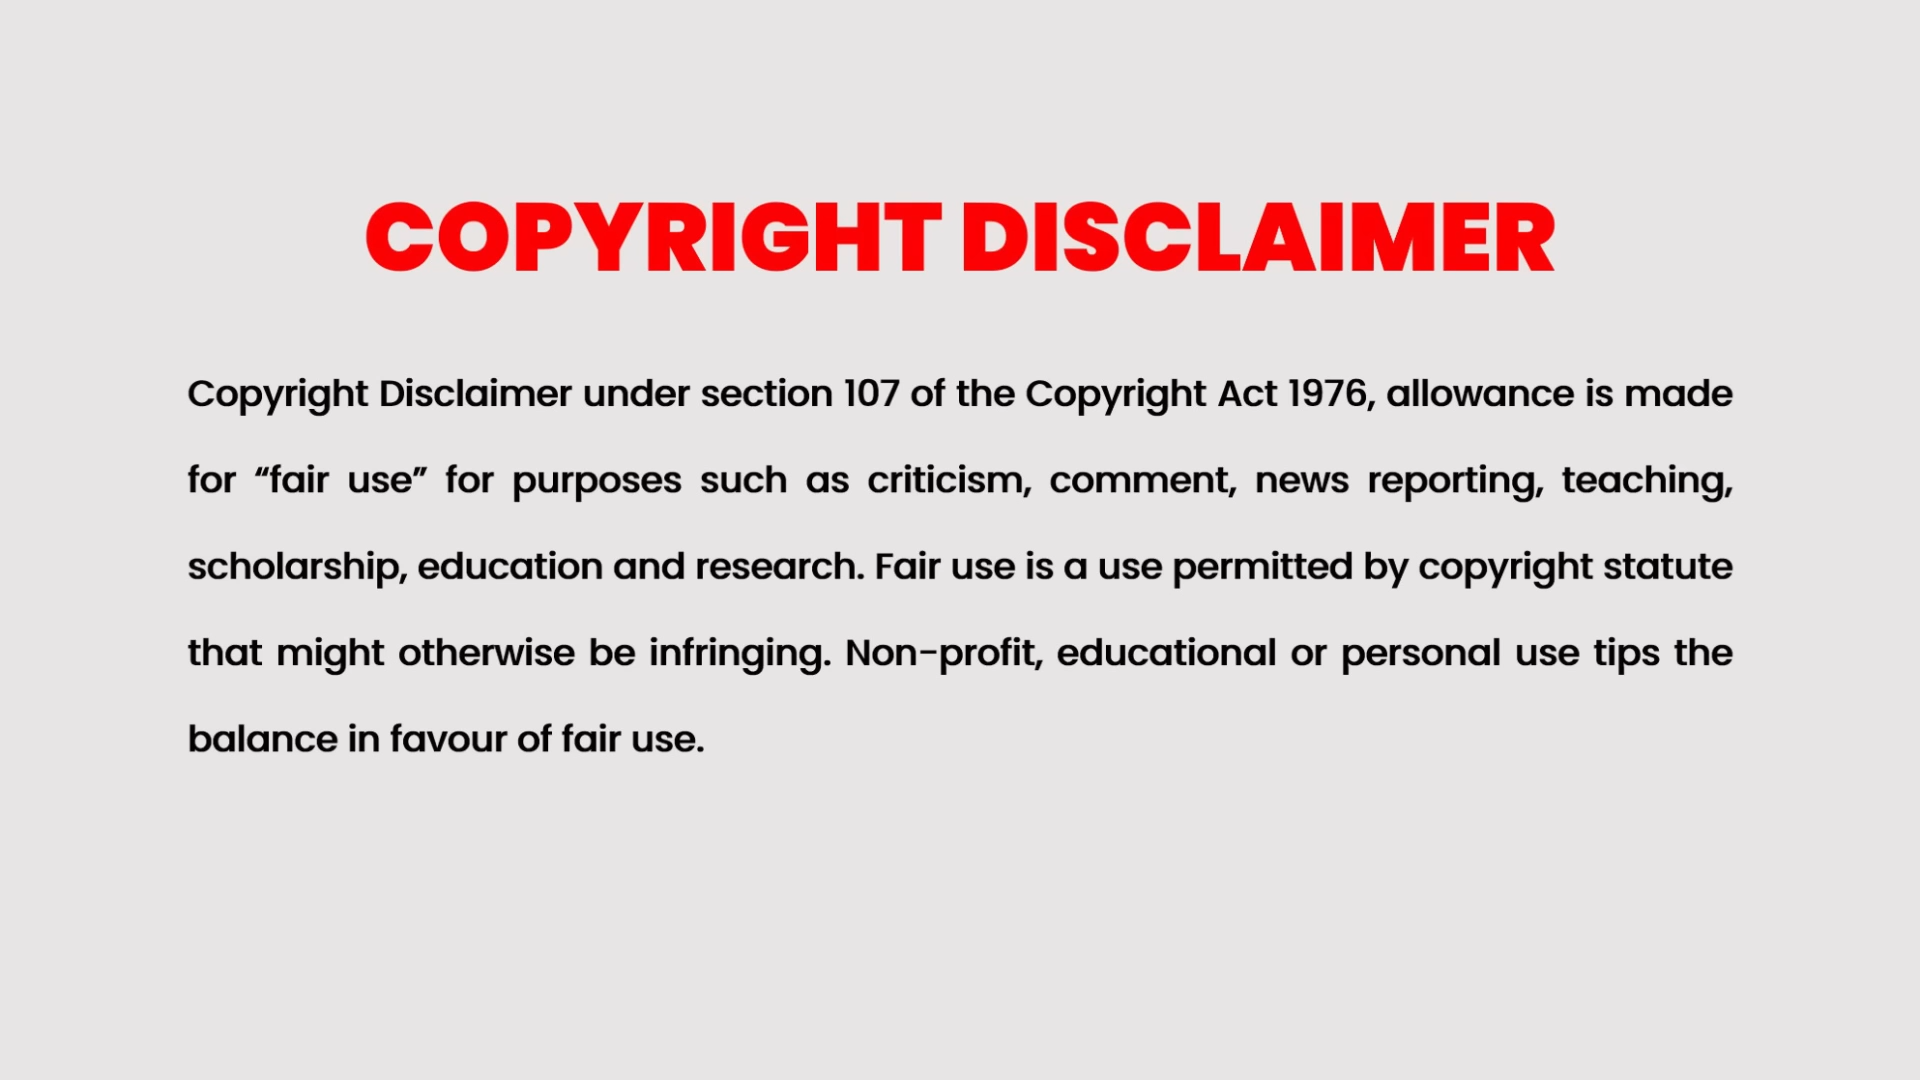 COPYRIGHT DISCLAIMER
Copyright Disclaimer under section 107 of the Copyright Act 1976, allowance is made
for “fair use” for purposes such as criticism, comment, news reporting, teaching,
scholarship, education and research. Fair use is a use permitted by copyright statute
that might otherwise be infringing. Non-profit, educational or personal use tips the
balance in favour of fair use.